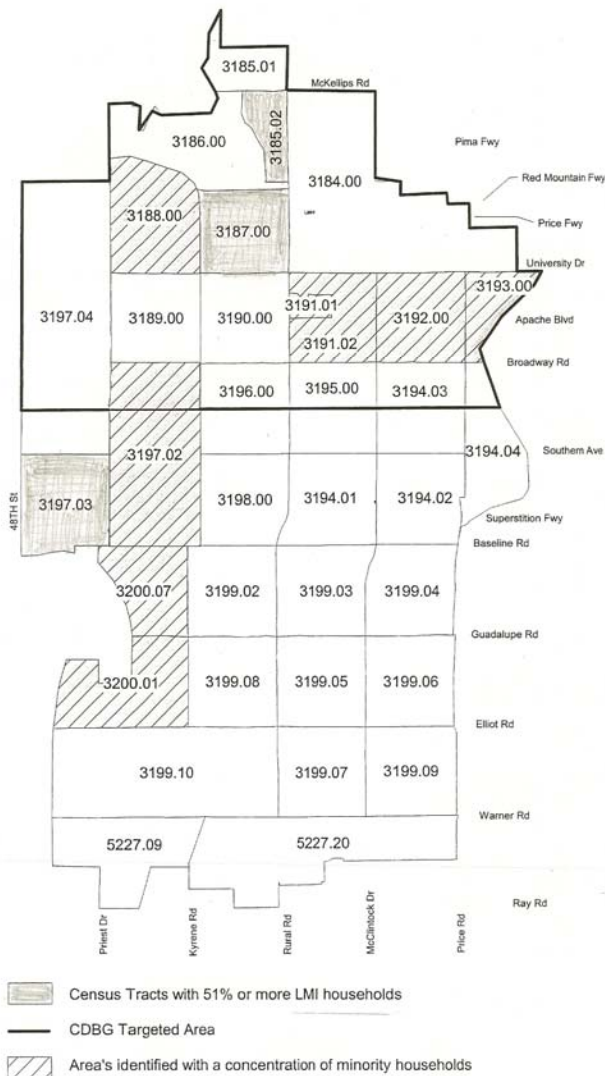 3185.01
McKellips Rd
3186.00
3185.02
Pima Fwy
3184.00
Red Mountain Fwy
3188.00
3187.00
Price Fwy
University Dr
3193.00
3197.04
3189.00
3190.00
3191.01
3192.00
Apache Blvd
3191.02
Broadway Rd
3196.00
3195.00
3194.03
3197.02
3194.04
Southern Ave
48TH St
3197.03
3198.00
3194.01
3194.02
Superstition Fwy
Baseline Rd
3200.07
3199.02
3199.03
3199.04
Guadalupe Rd
3200.01
3199.08
3199.05
3199.06
Elliot Rd
3199.10
3199.07
3199.09
Warner Rd
5227.09
5227.20
Ray Rd
Priest Dr
Kyrene Rd
Rural Rd
McClintock Dr
Price Rd
Census Tracts with 51% or more LMI households
CDBG Targeted Area
Area's identified with a concentration of minority households